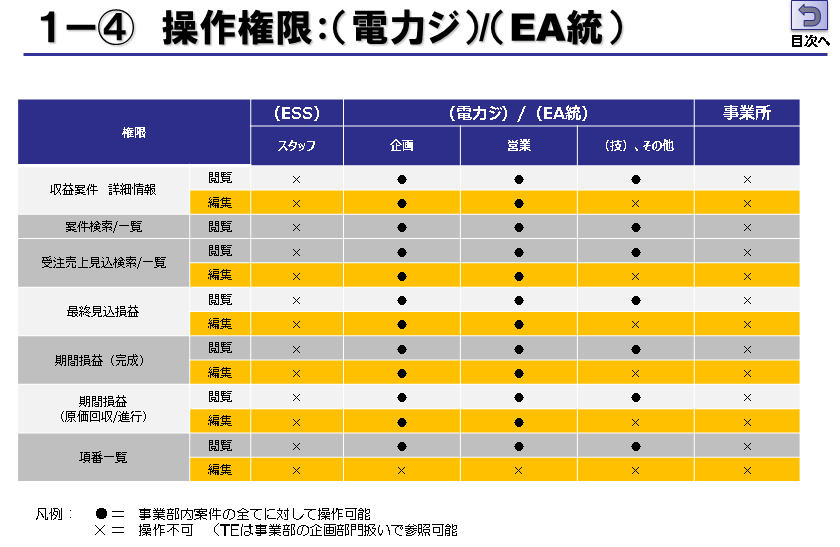 1－④ 操作権限：（電力ジ）/（EA統）
目次へ
権限 （ESS） （電力ジ）/（EA統） 事業所
スタッフ 企画 営業 （技）、その他
収益案件 詳細情報 閲覧 × ● ● ● ×
編集 × ● ● × ×
案件検索/一覧 閲覧 × ● ● ● ×
受注売上見込検索/一覧 閲覧 × ● ● ● ×
編集 × ● ● × ×
最終見込損益 閲覧 × ● ● ● ×
編集 × ● ● × ×
期間損益（完成） 閲覧 × ● ● ● ×
編集 × ● ● × ×
期間損益
（原価回収/進行） 閲覧 × ● ● ● ×
編集 × ● ● × ×
項番一覧 閲覧 × ● ● ● ×
編集 × × × × ×
凡例： ●＝ 事業部内案件の全てに対して操作可能
×＝ 操作不可 （TEは事業部の企画部門扱いで参照可能